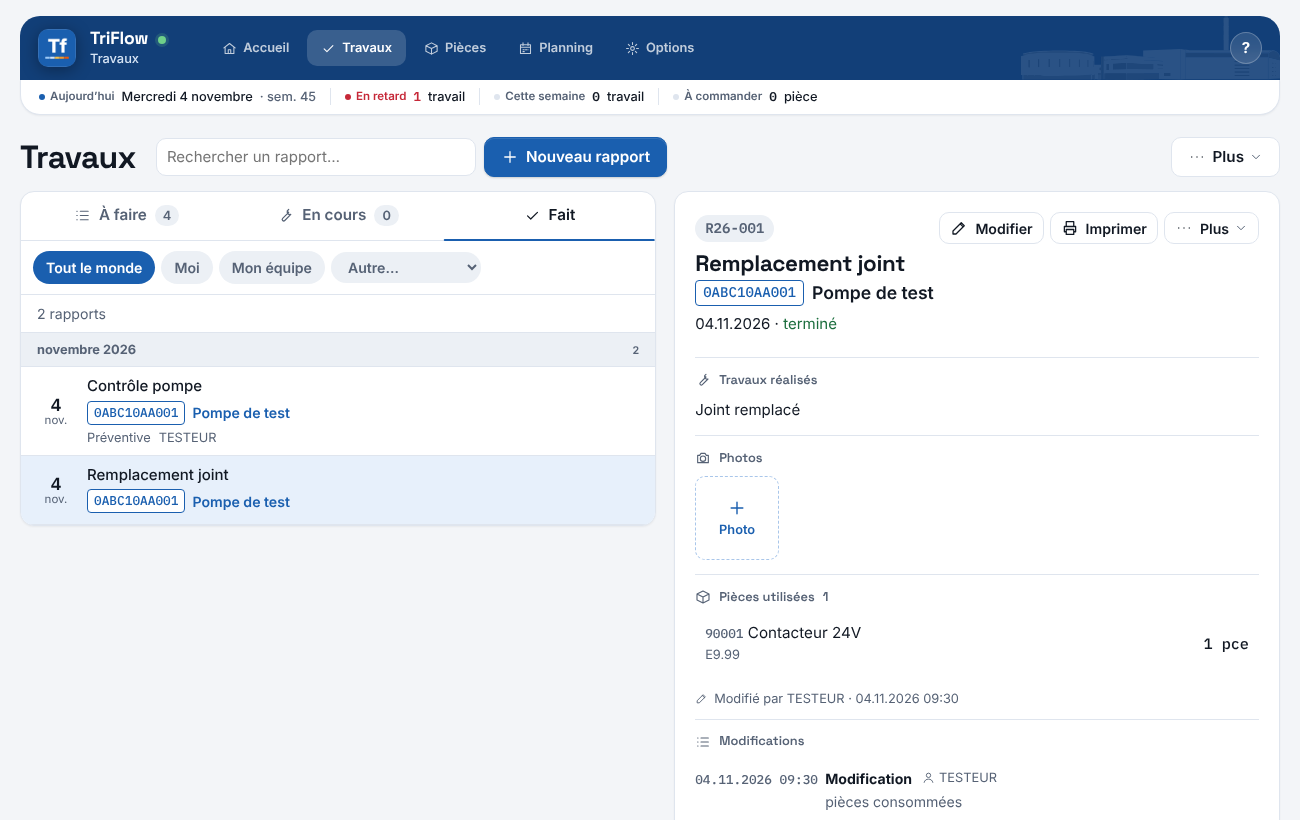 Tf
TriFlow
Travaux
Accueil
Travaux
Pièces
Planning
Options
?
Aujourd'hui Mercredi 4 novembre · sem. 45
En retard 1 travail
Cette semaine 0 travail
À commander 0 pièce
Travaux
Rechercher un rapport...
Nouveau rapport
··· Plus
À faire 4
En cours 0
Fait
Tout le monde
Moi
Mon équipe
Autre...
2 rapports
novembre 2026 2
4 nov.
Contrôle pompe
0ABC10AA001 Pompe de test
Préventive TESTEUR
4 nov.
Remplacement joint
0ABC10AA001 Pompe de test
R26-001
Modifier
Imprimer
··· Plus
Remplacement joint
0ABC10AA001 Pompe de test
04.11.2026 · terminé
Travaux réalisés
Joint remplacé
Photos
Photo
Pièces utilisées 1
90001 Contacteur 24V
E9.99
1 pce
Modifié par TESTEUR · 04.11.2026 09:30
Modifications
04.11.2026 09:30 Modification TESTEUR
pièces consommées